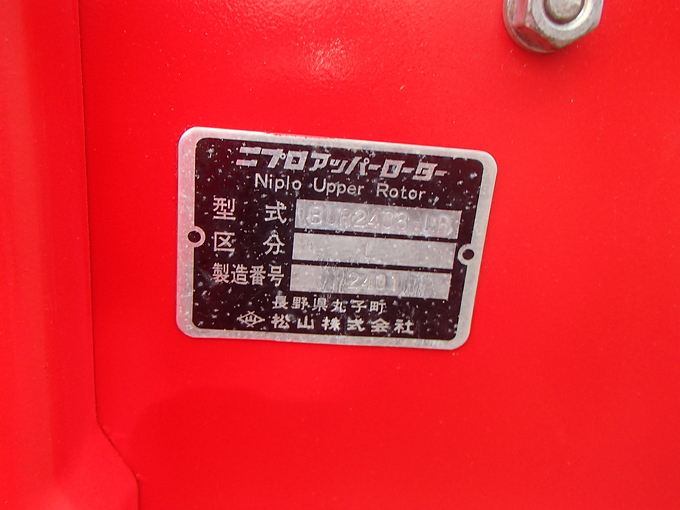 ニプロアッパーローター
Niplo Upper Rotor
型式
区分 L
製造番号 2401
長野県丸子町
松山株式会社